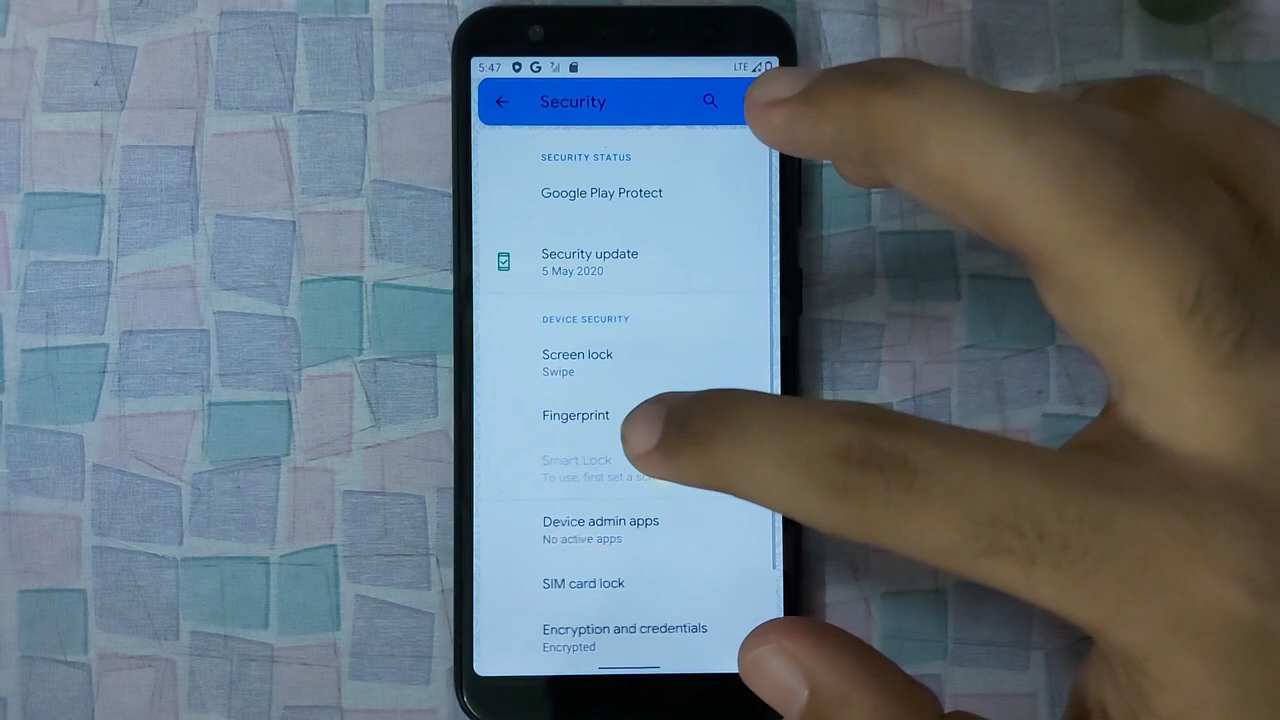 5:47 G LTE
Security
SECURITY STATUS
Google Play Protect
Security update
5 May 2020
DEVICE SECURITY
Screen lock
Swipe
Fingerprint
Smart Lock
To use, first set a
Device admin apps
No active apps
SIM card lock
Encryption and credentials
Encrypted